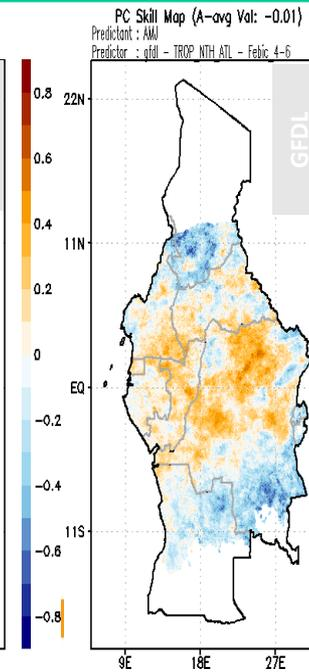 PC Skill Map (A-avg Val: -0.01)
Predictant : AMJ
Predictor : gfdl - TROP NTH ATL - Febic 4-6
GFDL
0.8
0.6
0.4
0.2
0
-0.2
-0.4
-0.6
-0.8
22N
11N
EQ
11S
9E 18E 27E